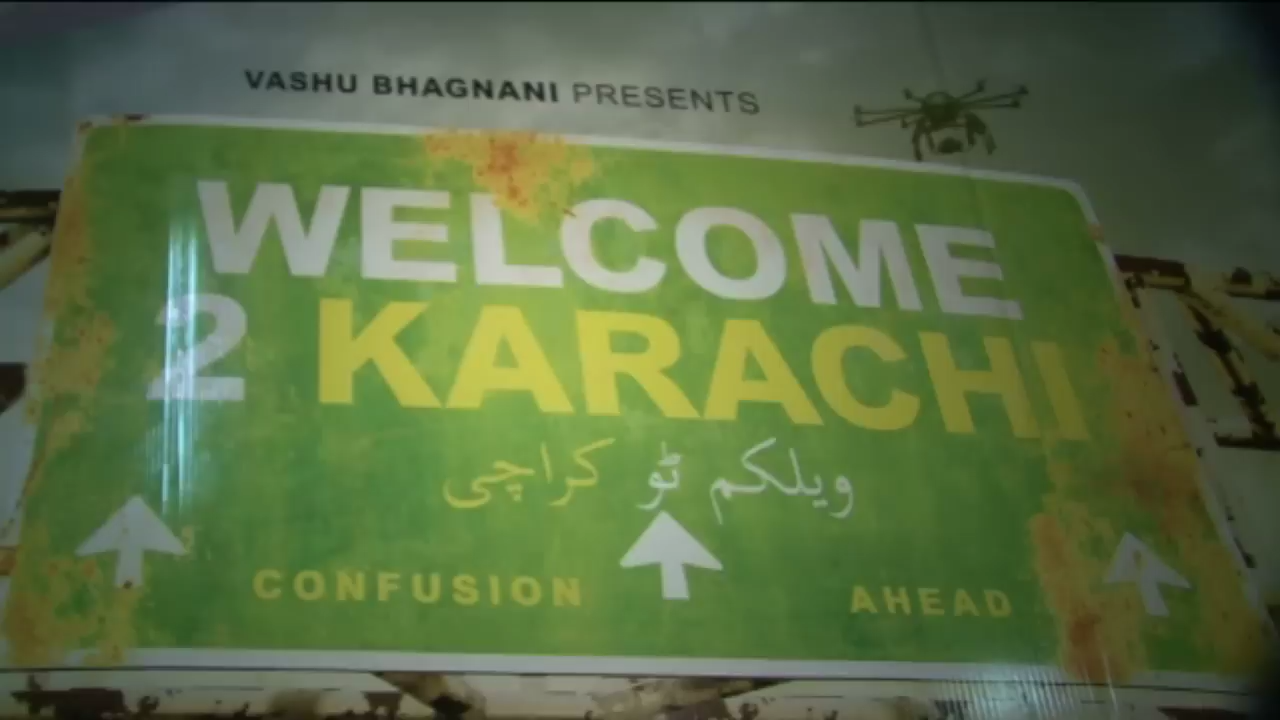 VASHU BHAGNANI PRESENTS
WELCOME
2 KARACHI
ویلکم ٹو کراچی
CONFUSION AHEAD